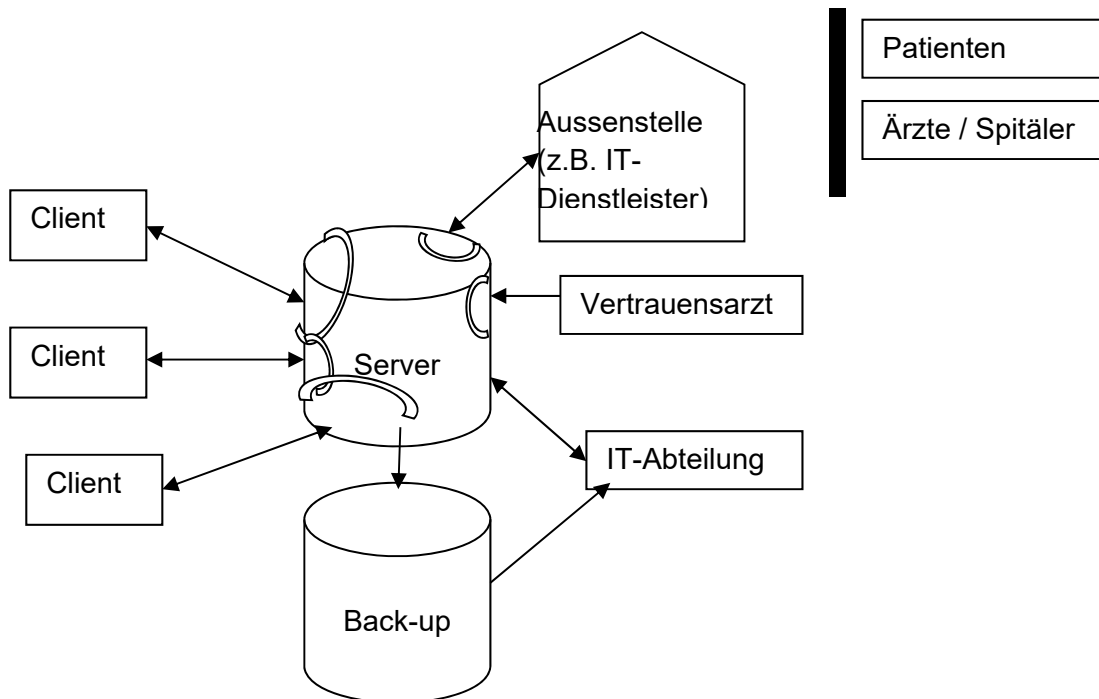 Patienten
Ärzte / Spitäler
Aussenstelle
(z.B. IT-
Dienstleister)
Client
Vertrauensarzt
Client
Server
Client
IT-Abteilung
Back-up